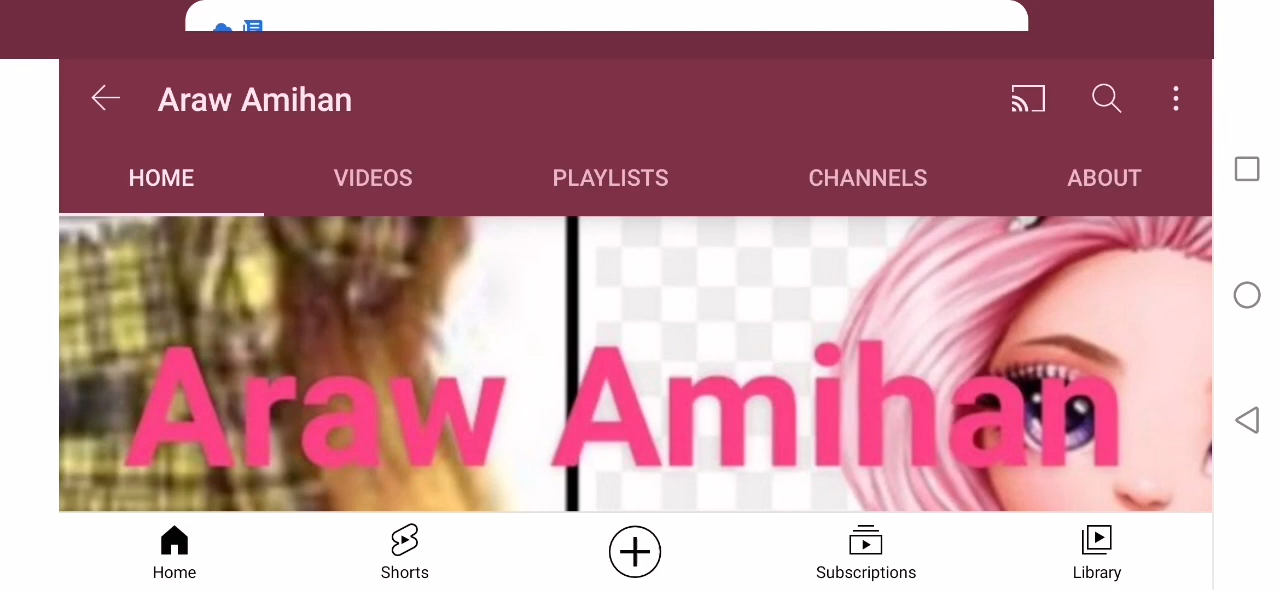 Araw Amihan
HOME VIDEOS PLAYLISTS CHANNELS ABOUT
Araw Amihan
Home Shorts Subscriptions Library